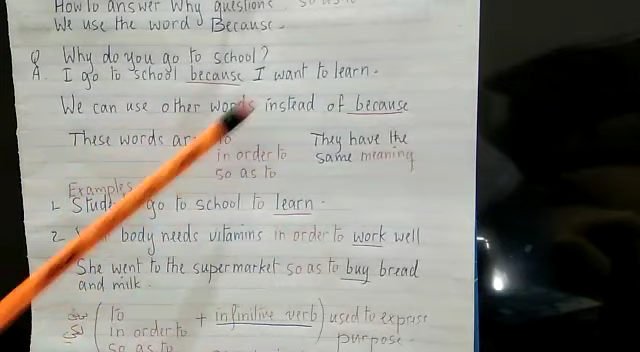 How to answer Why questions so as to
We use the word Because.
Q Why do you go to school?
A. I go to school because I want to learn.
We can use other words instead of because
These words are to They have the
in order to same meaning
so as to
Examples
1. go to school to learn.
2. body needs vitamins in order to work well
She went to the supermarket so as to buy bread
and milk.
to
in order to + infinitive verb) used to express
so as to purpose.